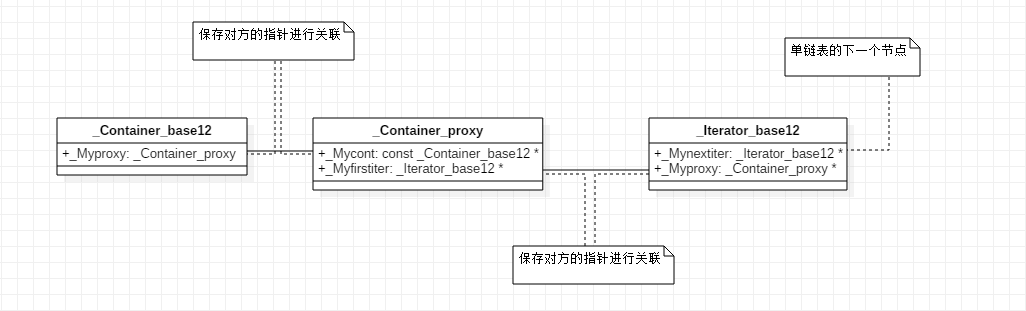 保存对方的指针进行关联
单链表的下一个节点
_Container_base12
+_Myproxy: _Container_proxy
_Container_proxy
+_Mycont: const _Container_base12 *
+_Myfirstiter: _Iterator_base12 *
_Iterator_base12
+_Mynextiter: _Iterator_base12 *
+_Myproxy: _Container_proxy *
保存对方的指针进行关联